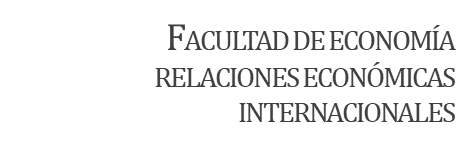 FACULTAD DE ECONOMÍA
RELACIONES ECONÓMICAS
INTERNACIONALES